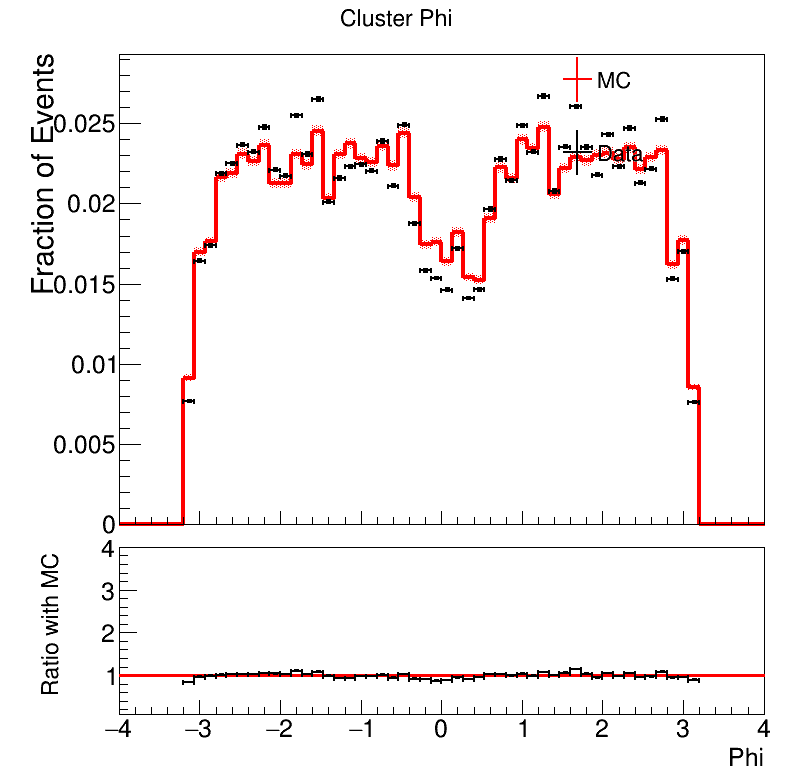 Cluster Phi
Fraction of Events
MC
Data
0.025
0.02
0.015
0.01
0.005
0
Ratio with MC
4
3
2
1
−4 −3 −2 −1 0 1 2 3 4
Phi